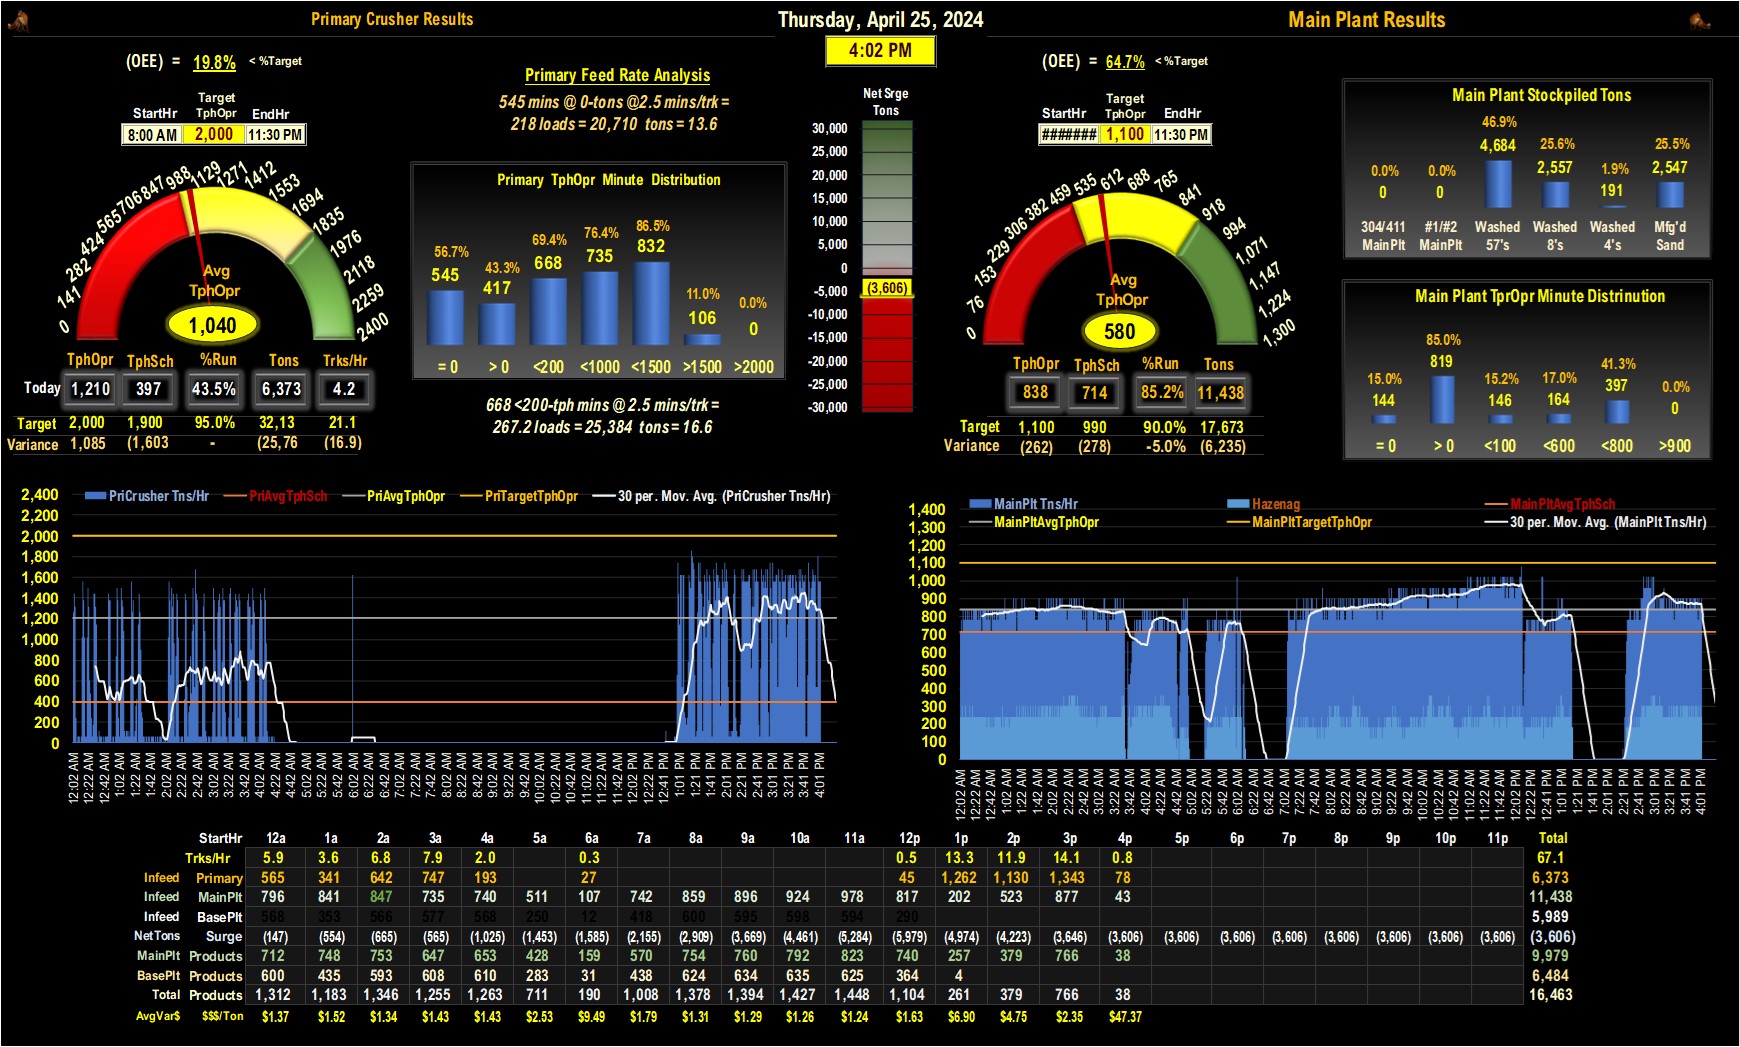 Primary Crusher Results
Thursday, April 25, 2024
Main Plant Results
4:02 PM
(OEE) = 19.8% < %Target
StartHr Target TphOpr EndHr
8:00 AM 2,000 11:30 PM
0 141 282 424 565 706 847 988 1129 1271 1412 1553 1694 1835 1976 2118 2259 2400
Avg
TphOpr
1,040
TphOpr TphSch %Run Tons Trks/Hr
Today 1,210 397 43.5% 6,373 4.2
Target 2,000 1,900 95.0% 32,13 21.1
Variance 1,085 (1,603 - (25,76 (16.9)
Primary Feed Rate Analysis
545 mins @ 0-tons @2.5 mins/trk =
218 loads = 20,710 tons = 13.6
Primary TphOpr Minute Distribution
56.7% 43.3% 69.4% 76.4% 86.5% 11.0% 0.0%
545 417 668 735 832 106 0
= 0 > 0 <200 <1000 <1500 >1500 >2000
668 <200-tph mins @ 2.5 mins/trk =
267.2 loads = 25,384 tons = 16.6
Net Srge
Tons
30,000
25,000
20,000
15,000
10,000
5,000
0
-5,000
(3,606)
-10,000
-15,000
-20,000
-25,000
-30,000
(OEE) = 64.7% < %Target
StartHr Target TphOpr EndHr
####### 1,100 11:30 PM
0 76 153 229 306 382 459 535 612 688 765 841 918 994 1,071 1,147 1,224 1,300
Avg
TphOpr
580
TphOpr TphSch %Run Tons
838 714 85.2% 11,438
Target 1,100 990 90.0% 17,673
Variance (262) (278) -5.0% (6,235)
Main Plant Stockpiled Tons
0.0% 0.0% 46.9% 25.6% 1.9% 25.5%
0 0 4,684 2,557 191 2,547
304/411 #1/#2 Washed Washed Washed Mfg'd
MainPlt MainPlt 57's 8's 4's Sand
Main Plant TprOpr Minute Distrinution
15.0% 85.0% 15.2% 17.0% 41.3% 0.0%
144 819 146 164 397 0
= 0 > 0 <100 <600 <800 >900
PriCrusher Tns/Hr PriAvgTphSch PriAvgTphOpr PriTargetTphOpr 30 per. Mov. Avg. (PriCrusher Tns/Hr)
2,400
2,200
2,000
1,800
1,600
1,400
1,200
1,000
800
600
400
200
0
12:02 AM 12:22 AM 12:42 AM 1:02 AM 1:22 AM 1:42 AM 2:02 AM 2:22 AM 2:42 AM 3:02 AM 3:22 AM 3:42 AM 4:02 AM 4:22 AM 4:42 AM 5:02 AM 5:22 AM 5:42 AM 6:02 AM 6:22 AM 6:42 AM 7:02 AM 7:22 AM 7:42 AM 8:02 AM 8:22 AM 8:42 AM 9:02 AM 9:22 AM 9:42 AM 10:02 AM 10:22 AM 10:42 AM 11:02 AM 11:22 AM 11:42 AM 12:02 PM 12:22 PM 12:41 PM 1:01 PM 1:21 PM 1:41 PM 2:01 PM 2:21 PM 2:41 PM 3:01 PM 3:21 PM 3:41 PM 4:01 PM
MainPlt Tns/Hr Hazenag MainPltAvgTphSch
MainPltAvgTphOpr MainPltTargetTphOpr 30 per. Mov. Avg. (MainPlt Tns/Hr)
1,400
1,300
1,200
1,100
1,000
900
800
700
600
500
400
300
200
100
0
12:02 AM 12:22 AM 12:42 AM 1:02 AM 1:22 AM 1:42 AM 2:02 AM 2:22 AM 2:42 AM 3:02 AM 3:22 AM 3:42 AM 4:02 AM 4:22 AM 4:42 AM 5:02 AM 5:22 AM 5:42 AM 6:02 AM 6:22 AM 6:42 AM 7:02 AM 7:22 AM 7:42 AM 8:02 AM 8:22 AM 8:42 AM 9:02 AM 9:22 AM 9:42 AM 10:02 AM 10:22 AM 10:42 AM 11:02 AM 11:22 AM 11:42 AM 12:02 PM 12:22 PM 12:41 PM 1:01 PM 1:21 PM 1:41 PM 2:01 PM 2:21 PM 2:41 PM 3:01 PM 3:21 PM 3:41 PM 4:01 PM
StartHr 12a 1a 2a 3a 4a 5a 6a 7a 8a 9a 10a 11a 12p 1p 2p 3p 4p 5p 6p 7p 8p 9p 10p 11p Total
Trks/Hr 5.9 3.6 6.8 7.9 2.0 0.3 0.5 13.3 11.9 14.1 0.8 67.1
Infeed Primary 565 341 642 747 193 27 45 1,262 1,130 1,343 78 6,373
Infeed MainPlt 796 841 847 735 740 511 107 742 859 896 924 978 817 202 523 877 43 11,438
Infeed BasePlt 568 353 566 577 568 250 12 418 600 595 598 594 290 5,989
NetTons Surge (147) (554) (665) (565) (1,025) (1,453) (1,585) (2,155) (2,909) (3,669) (4,461) (5,284) (5,979) (4,974) (4,223) (3,646) (3,606) (3,606) (3,606) (3,606) (3,606) (3,606) (3,606) (3,606) (3,606)
MainPlt Products 712 748 753 647 653 428 159 570 754 760 792 823 740 257 379 766 38 9,979
BasePlt Products 600 435 593 608 610 283 31 438 624 634 635 625 364 4 6,484
Total Products 1,312 1,183 1,346 1,255 1,263 711 190 1,008 1,378 1,394 1,427 1,448 1,104 261 379 766 38 16,463
AvgVar$ $$$/Ton $1.37 $1.52 $1.34 $1.43 $1.43 $2.53 $9.49 $1.79 $1.31 $1.29 $1.26 $1.24 $1.63 $6.90 $4.75 $2.35 $47.37